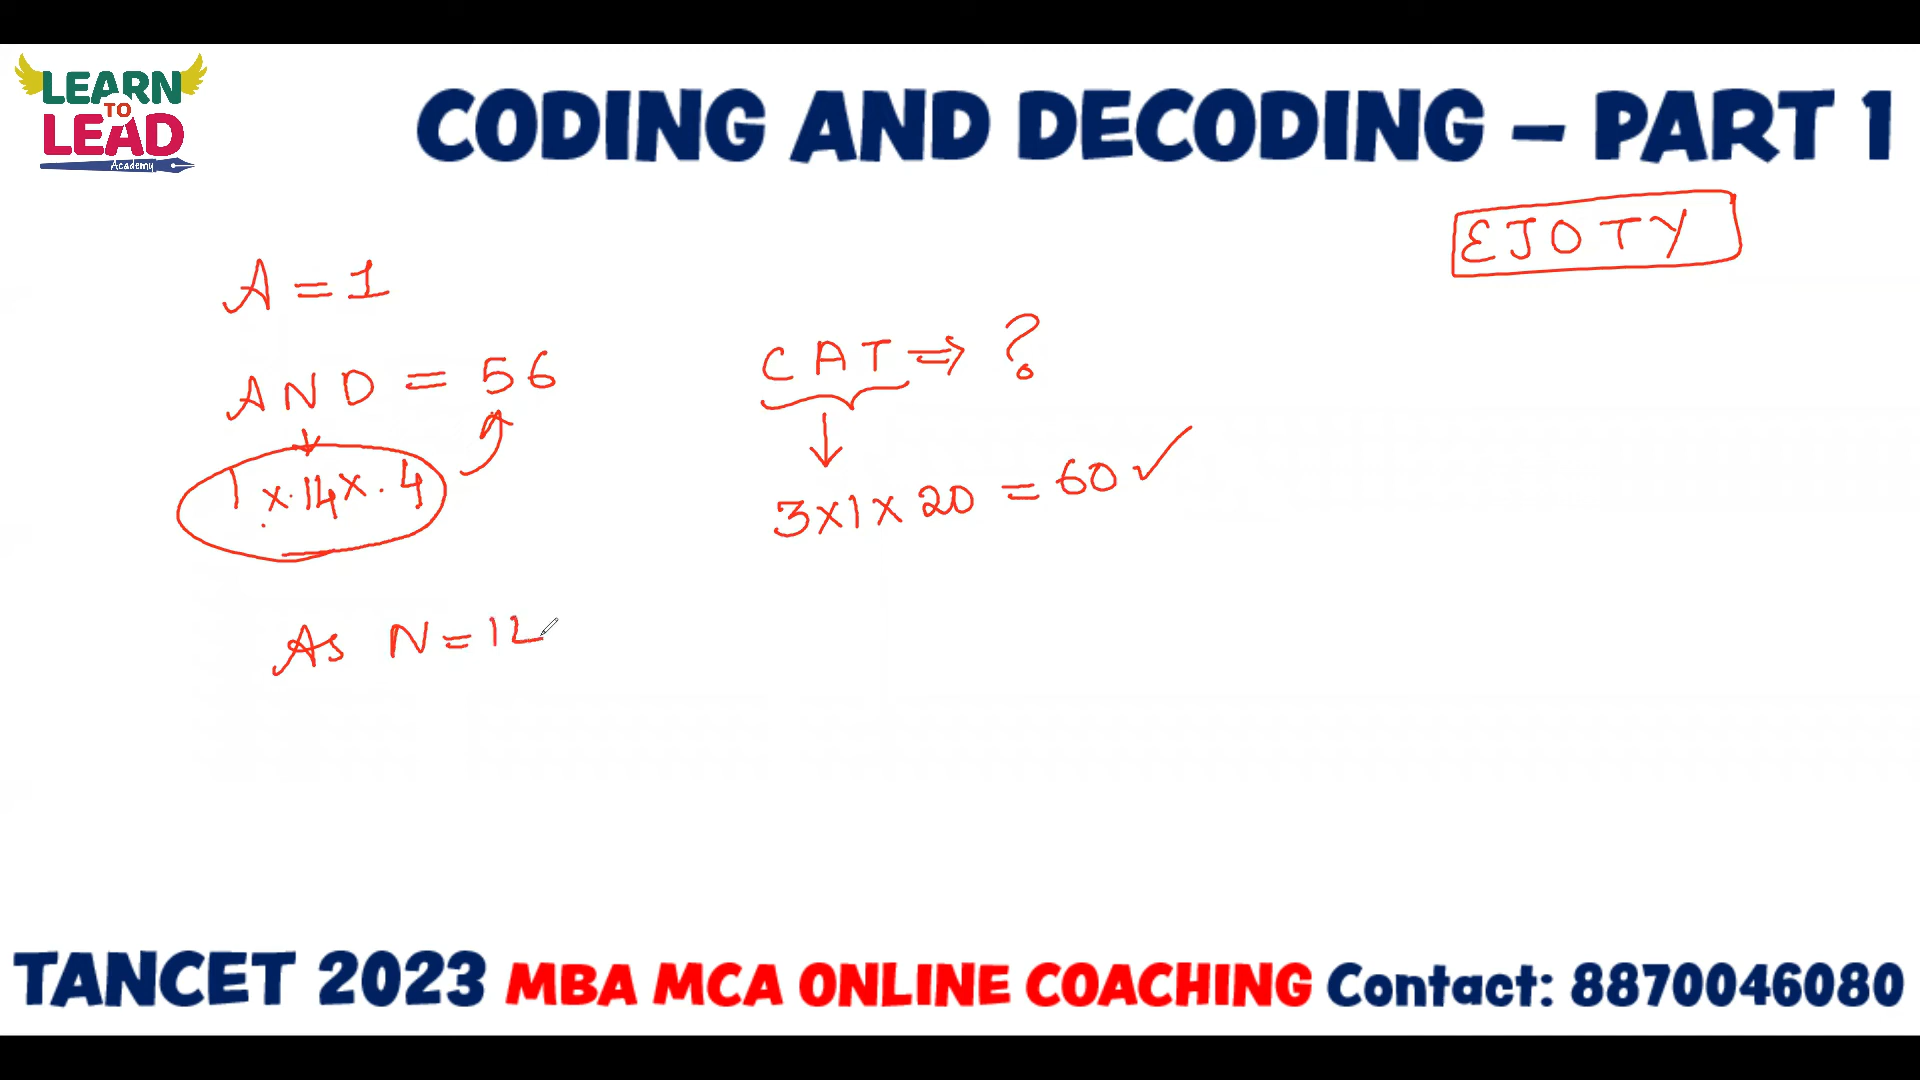 LEARN
TO
LEAD
Academy
CODING AND DECODING – PART 1
EJOTY
A = 1
AND = 56
1 × 14 × 4
CAT ⇒ ?
3×1×20 = 60 ✓
As N = 14
TANCET 2023 MBA MCA ONLINE COACHING Contact: 8870046080